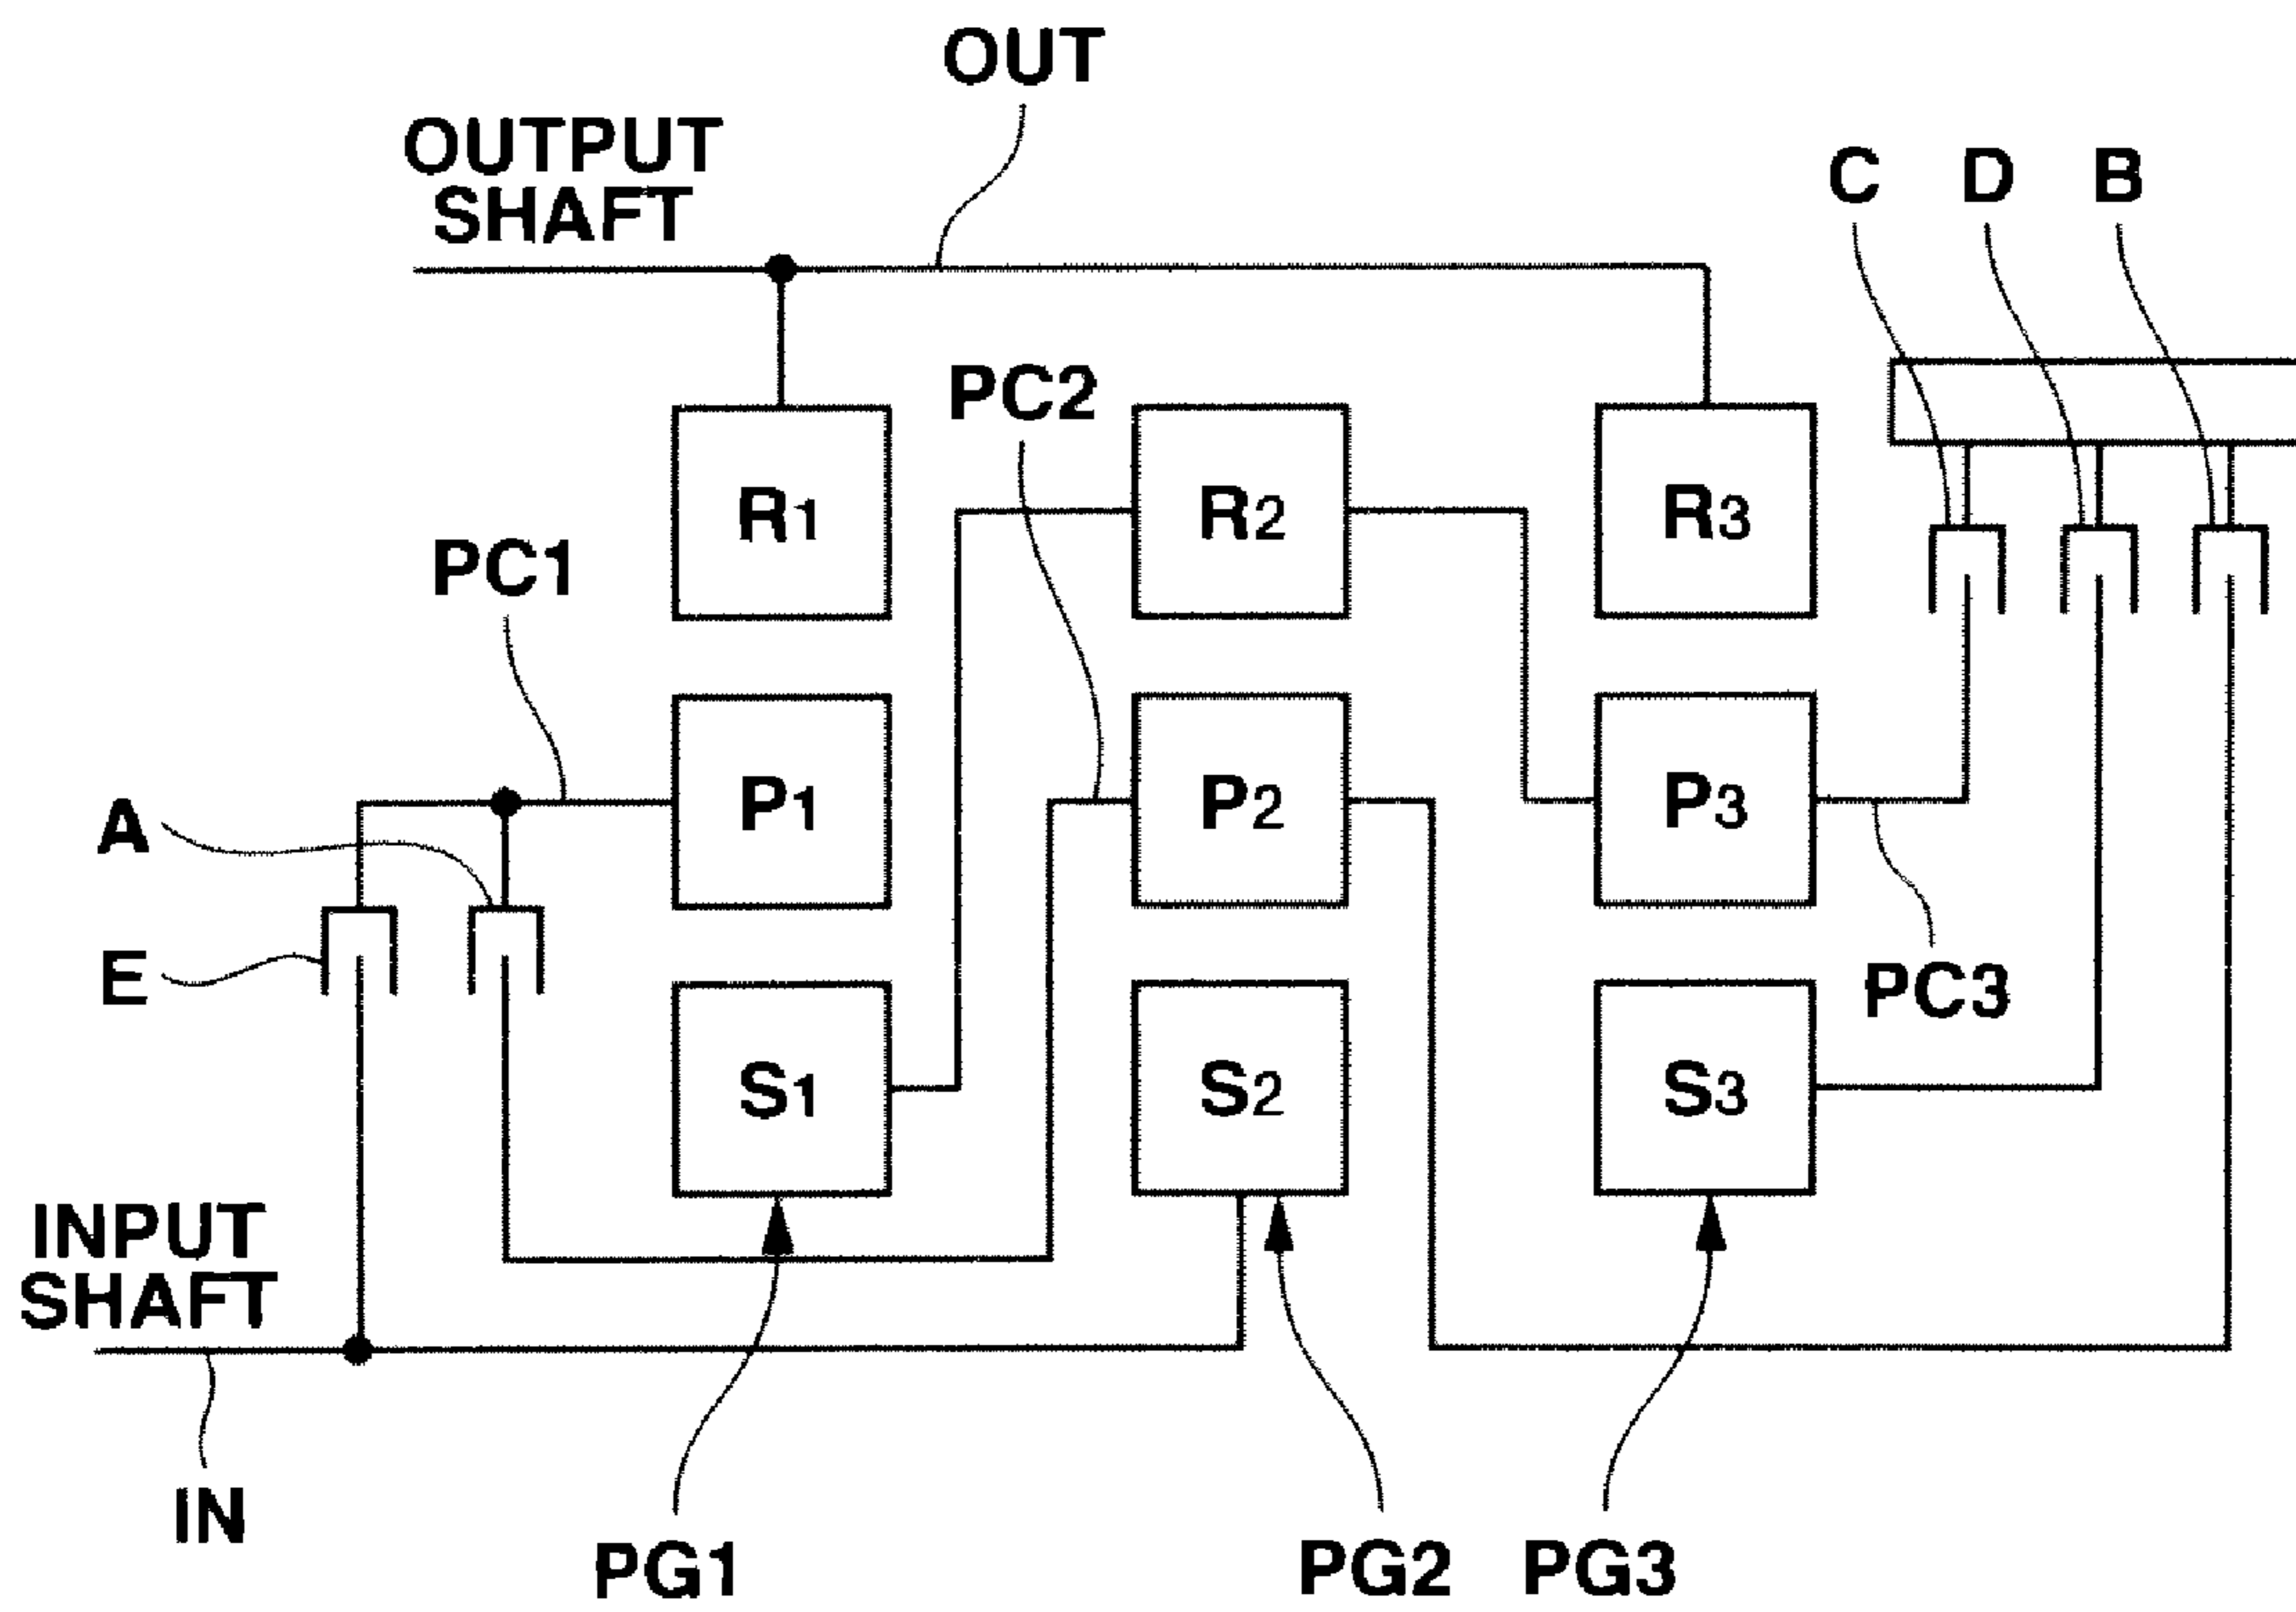 OUT
OUTPUT
SHAFT
C D B
PC2
R1 R2 R3
PC1
P1 P2 P3
A
E
PC3
S1 S2 S3
INPUT
SHAFT
IN
PG1 PG2 PG3